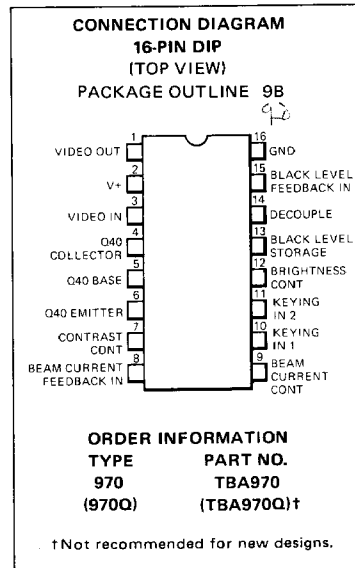 CONNECTION DIAGRAM
16-PIN DIP
(TOP VIEW)
PACKAGE OUTLINE 9B
1
VIDEO OUT
2
V+
3
VIDEO IN
4
Q40
COLLECTOR
5
Q40 BASE
6
Q40 EMITTER
7
CONTRAST
CONT
8
BEAM CURRENT
FEEDBACK IN
16
GND
15
BLACK LEVEL
FEEDBACK IN
14
DECOUPLE
13
BLACK LEVEL
STORAGE
12
BRIGHTNESS
CONT
11
KEYING
IN 2
10
KEYING
IN 1
9
BEAM
CURRENT
CONT
ORDER INFORMATION
TYPE PART NO.
970 TBA970
(970Q) (TBA970Q)†
†Not recommended for new designs.